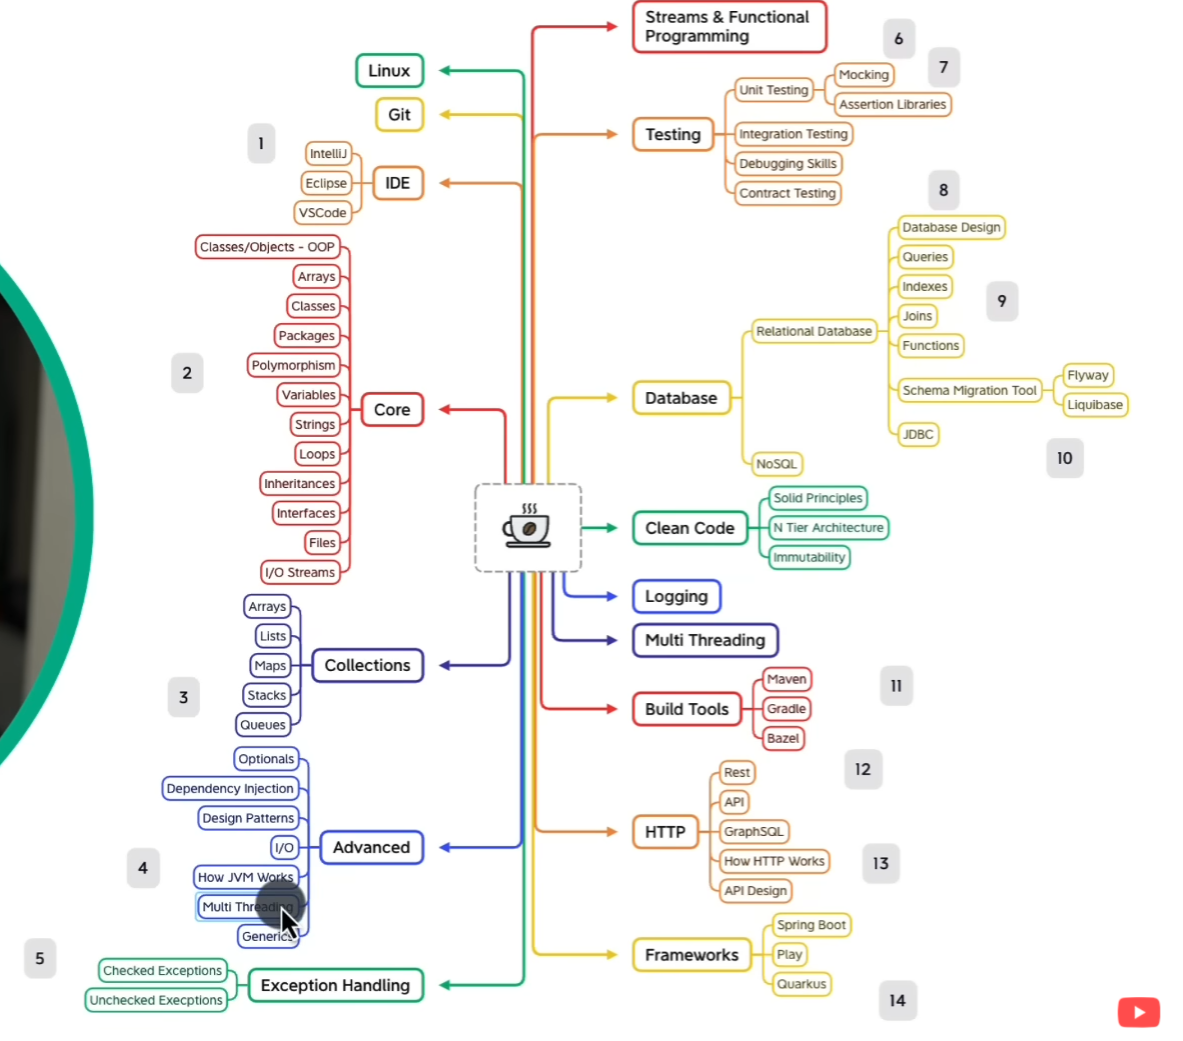 Linux
Git
1
IntelliJ
Eclipse
VSCode
IDE
Classes/Objects - OOP
Arrays
Classes
Packages
Polymorphism
Variables
Strings
Loops
Inheritances
Interfaces
Files
I/O Streams
2
Core
Arrays
Lists
Maps
Stacks
Queues
3
Collections
Optionals
Dependency Injection
Design Patterns
I/O
How JVM Works
Multi Threading
Generics
4
Advanced
5
Checked Exceptions
Unchecked Execptions
Exception Handling
Streams & Functional
Programming
6
7
Testing
Unit Testing
Mocking
Assertion Libraries
Integration Testing
Debugging Skills
Contract Testing
8
Database
Relational Database
Database Design
Queries
Indexes
Joins
Functions
Schema Migration Tool
Flyway
Liquibase
JDBC
NoSQL
9
10
Clean Code
Solid Principles
N Tier Architecture
Immutability
Logging
Multi Threading
11
Build Tools
Maven
Gradle
Bazel
12
HTTP
Rest
API
GraphSQL
How HTTP Works
API Design
13
Frameworks
Spring Boot
Play
Quarkus
14